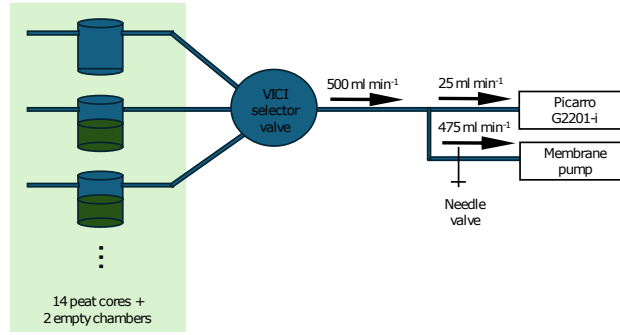 VICI
selector
valve
500 ml min⁻¹
25 ml min⁻¹
Picarro
G2201-i
475 ml min⁻¹
Membrane
pump
Needle
valve
14 peat cores +
2 empty chambers